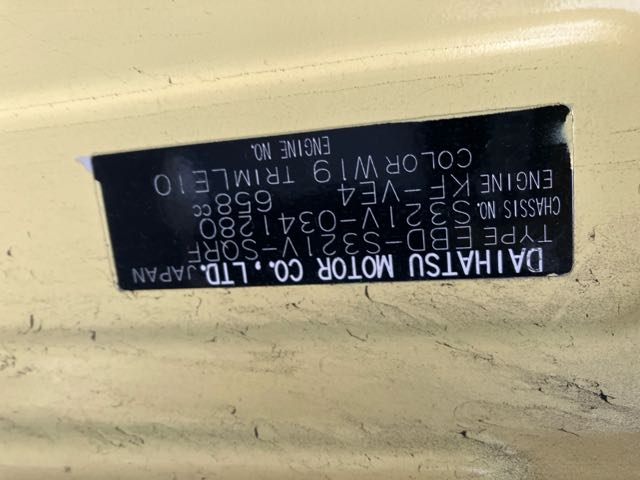 DAIHATSU MOTOR CO., LTD. JAPAN
TYPE EBD-S321V-SQRF
CHASSIS NO. S321V-0341280
ENGINE KF-VE4 658cc
COLOR W19 TRIM LE10
ENGINE NO.